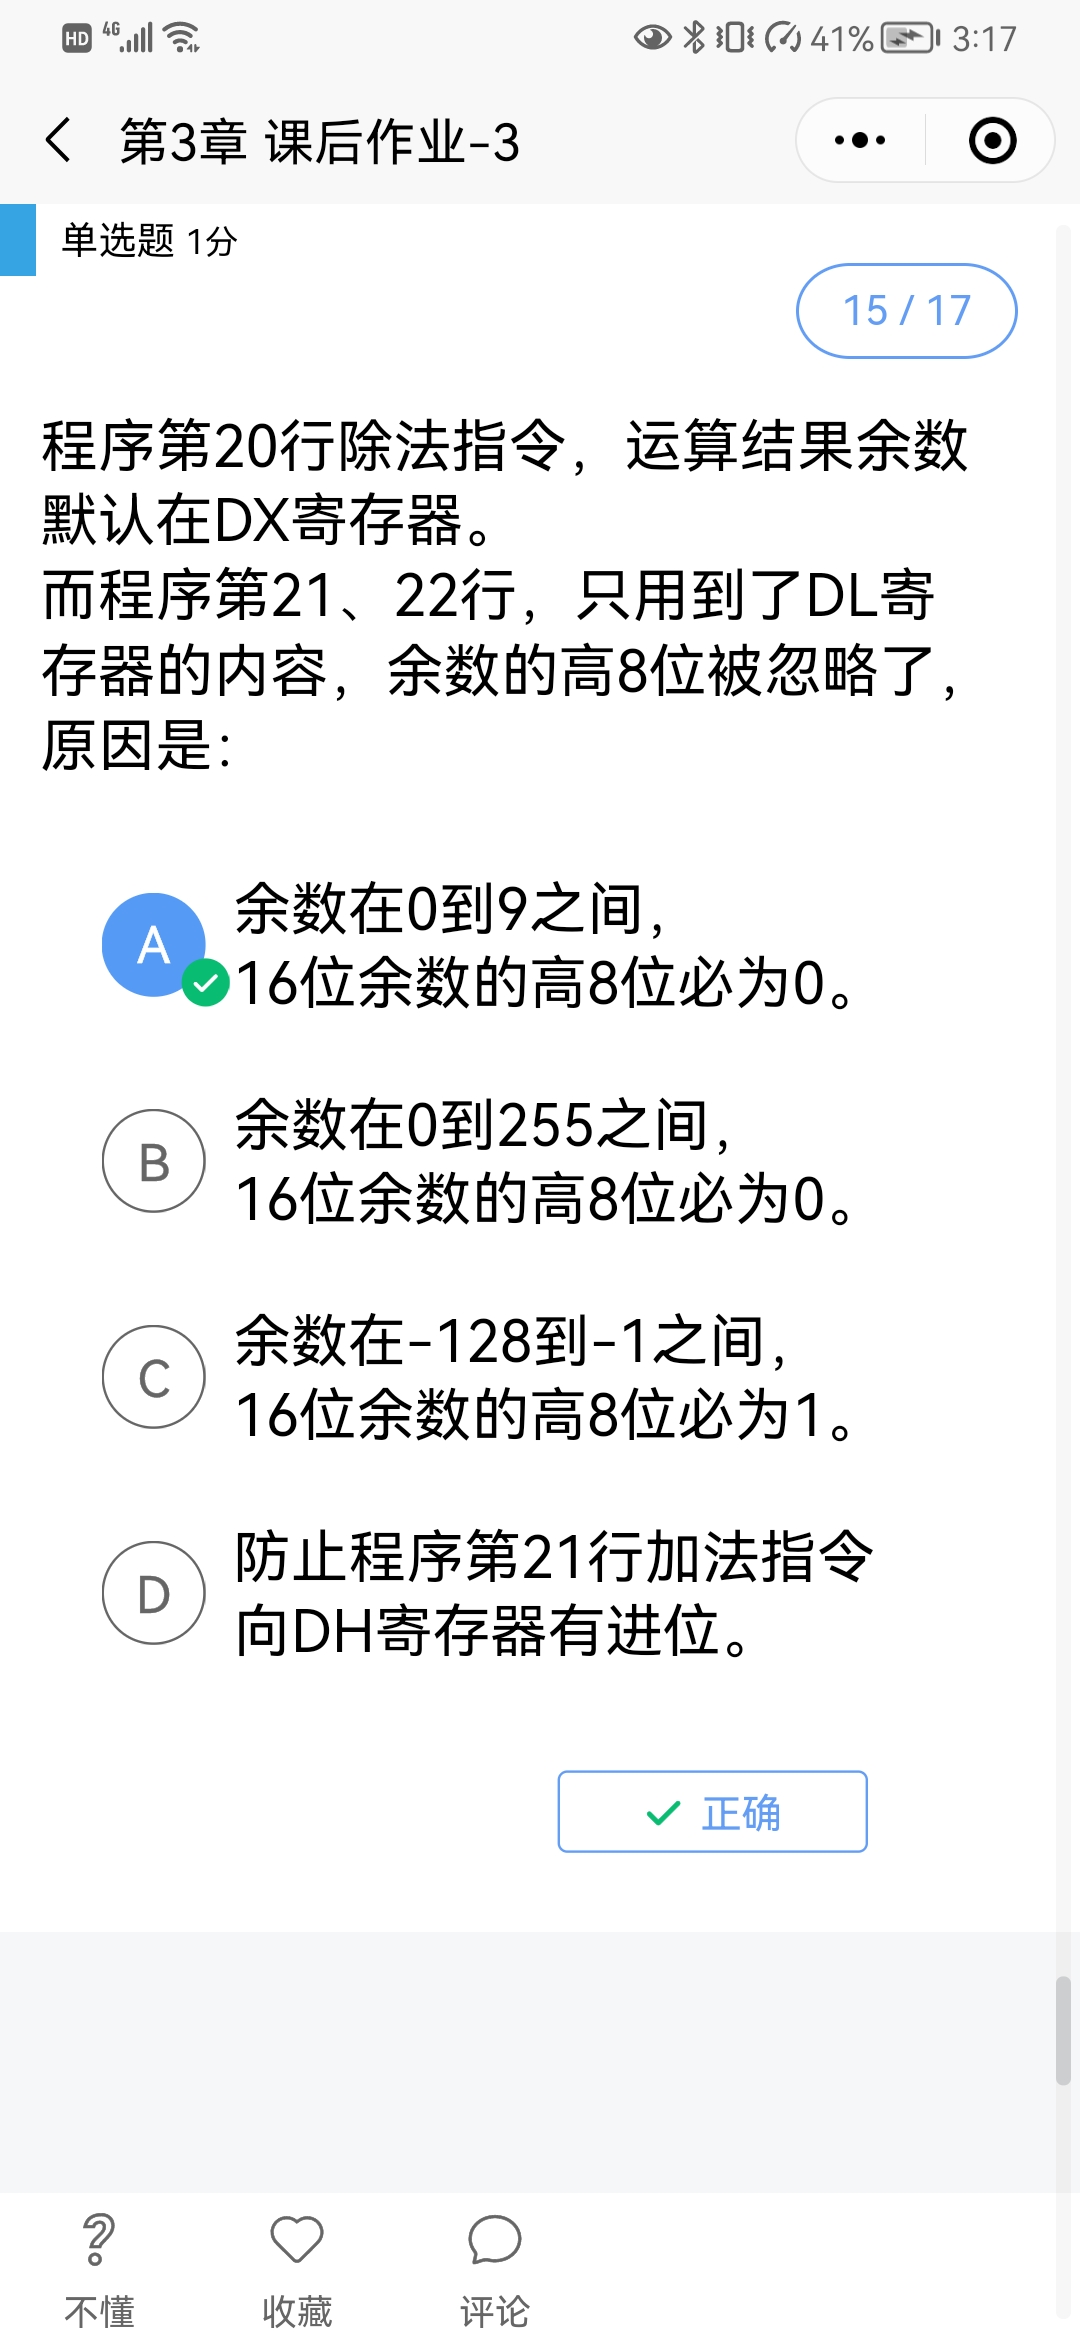 HD 4G 41% 3:17
第3章 课后作业-3
单选题 1分
15 / 17
程序第20行除法指令，运算结果余数
默认在DX寄存器。
而程序第21、22行，只用到了DL寄
存器的内容，余数的高8位被忽略了，
原因是：
A 余数在0到9之间，
16位余数的高8位必为0。
B 余数在0到255之间，
16位余数的高8位必为0。
C 余数在-128到-1之间，
16位余数的高8位必为1。
D 防止程序第21行加法指令
向DH寄存器有进位。
正确
不懂 收藏 评论